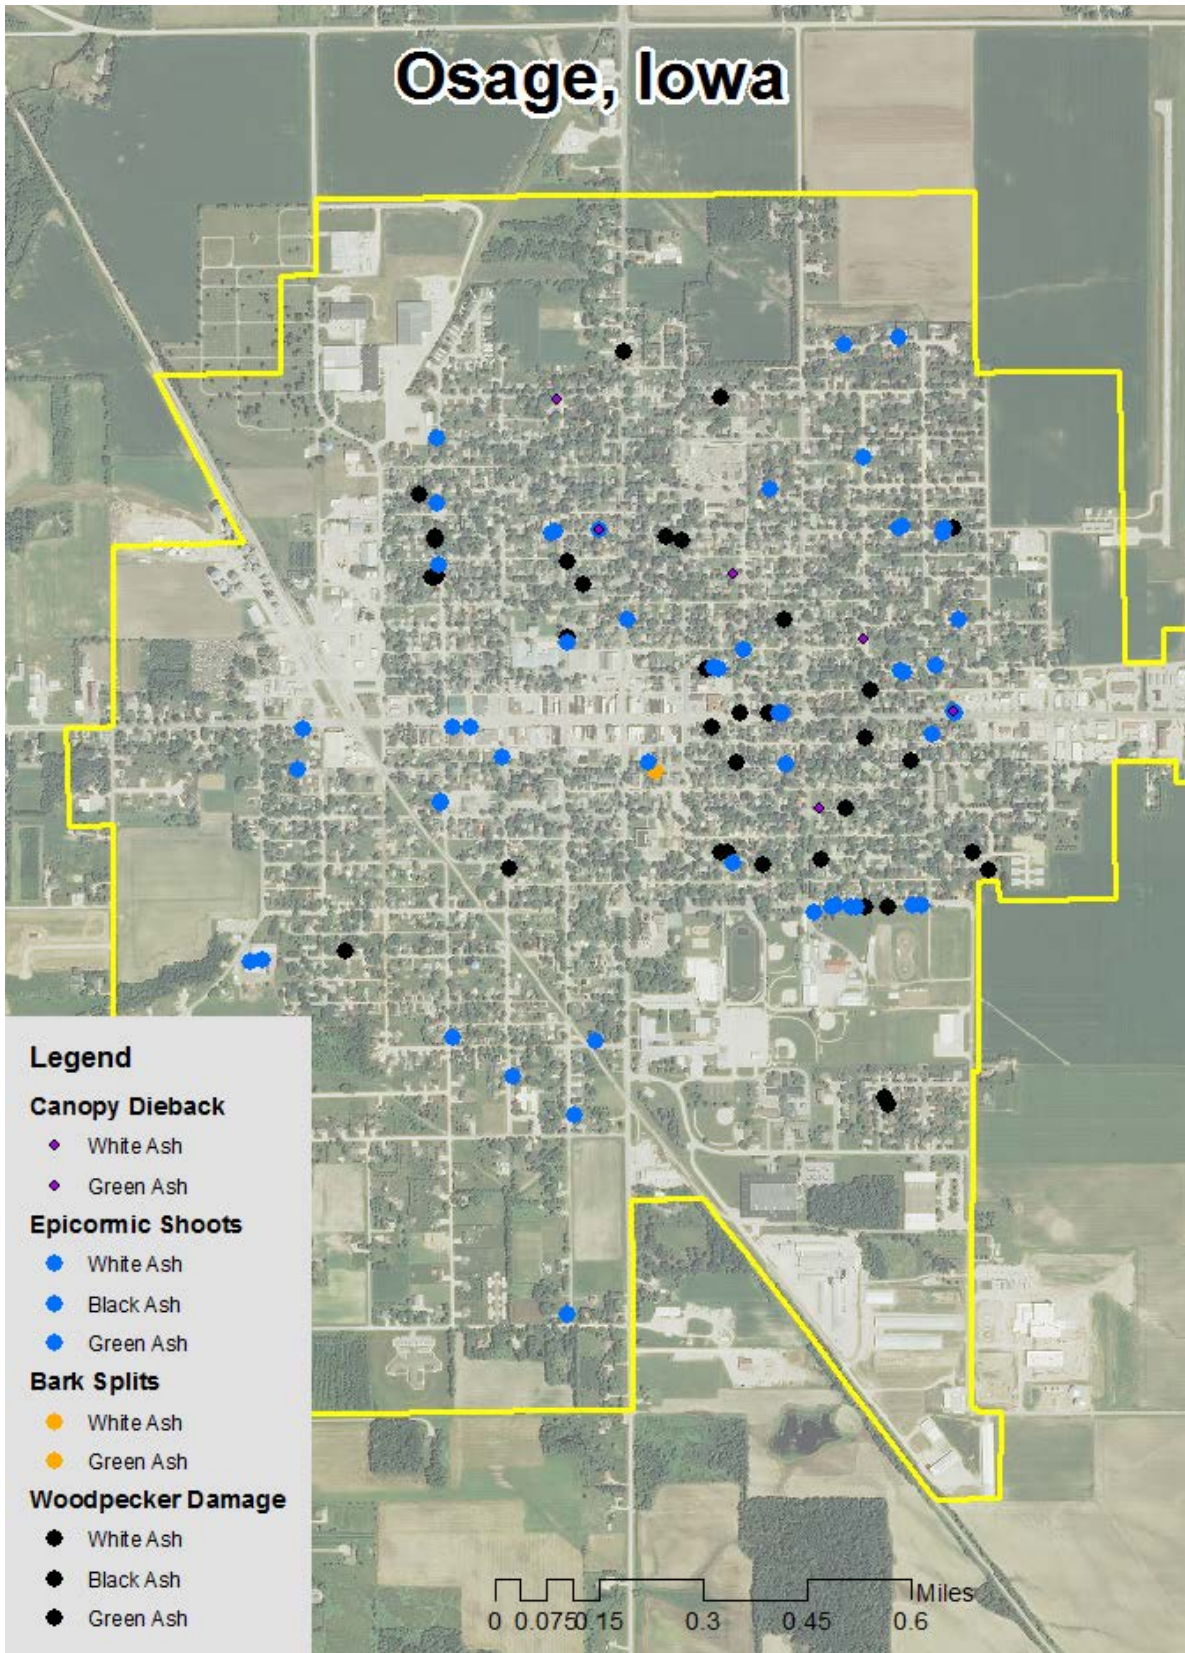 Osage, Iowa
Legend
Canopy Dieback
White Ash
Green Ash
Epicormic Shoots
White Ash
Black Ash
Green Ash
Bark Splits
White Ash
Green Ash
Woodpecker Damage
White Ash
Black Ash
Green Ash
Miles
0 0.075 0.15 0.3 0.45 0.6